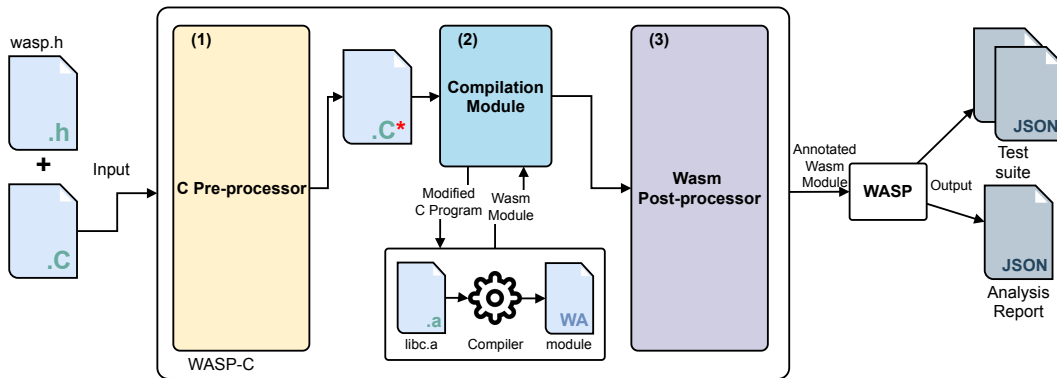 wasp.h
.h
+
.C
Input
(1)
C Pre-processor
WASP-C
.C*
(2)
Compilation
Module
Modified
C Program
Wasm
Module
.a
libc.a
Compiler
WA
module
(3)
Wasm
Post-processor
Annotated
Wasm
Module
WASP
Output
JSON
Test
suite
JSON
Analysis
Report